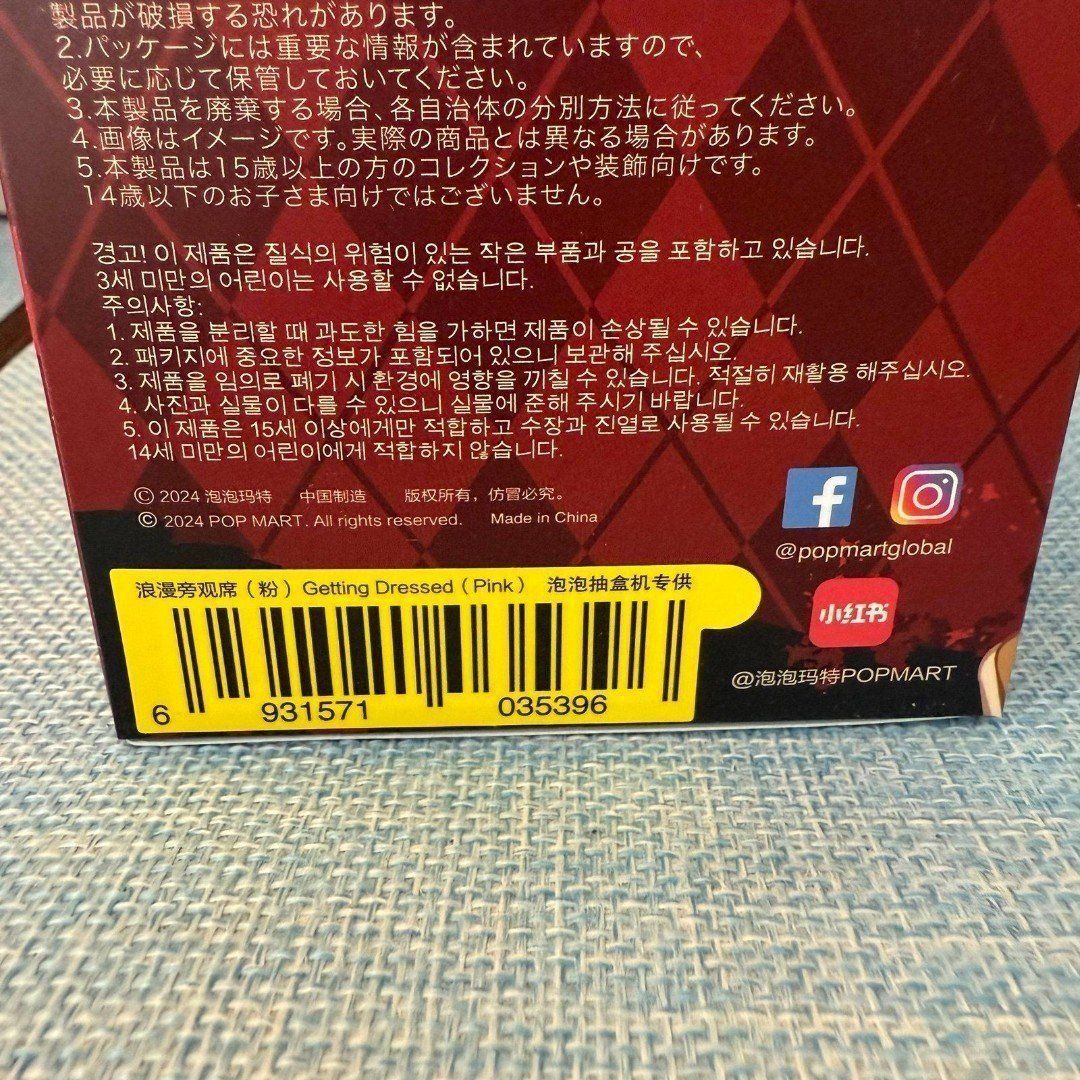 製品が破損する恐れがあります。
2.パッケージには重要な情報が含まれていますので、
必要に応じて保管しておいてください。
3.本製品を廃棄する場合、各自治体の分別方法に従ってください。
4.画像はイメージです。実際の商品とは異なる場合があります。
5.本製品は15歳以上の方のコレクションや装飾向けです。
14歳以下のお子さま向けではございません。
경고! 이 제품은 질식의 위험이 있는 작은 부품과 공을 포함하고 있습니다.
3세 미만의 어린이는 사용할 수 없습니다.
주의사항:
1. 제품을 분리할 때 과도한 힘을 가하면 제품이 손상될 수 있습니다.
2. 패키지에 중요한 정보가 포함되어 있으니 보관해 주십시오.
3. 제품을 임의로 폐기 시 환경에 영향을 끼칠 수 있습니다. 적절히 재활용 해주십시오.
4. 사진과 실물이 다를 수 있으니 실물에 준해 주시기 바랍니다.
5. 이 제품은 15세 이상에게만 적합하고 수장과 진열로 사용될 수 있습니다.
14세 미만의 어린이에게 적합하지 않습니다.
© 2024 泡泡玛特 中国制造 版权所有，仿冒必究。
© 2024 POP MART. All rights reserved. Made in China
@popmartglobal
浪漫旁观席（粉）Getting Dressed（Pink） 泡泡抽盒机专供
6 931571 035396
小红书
@泡泡玛特POPMART